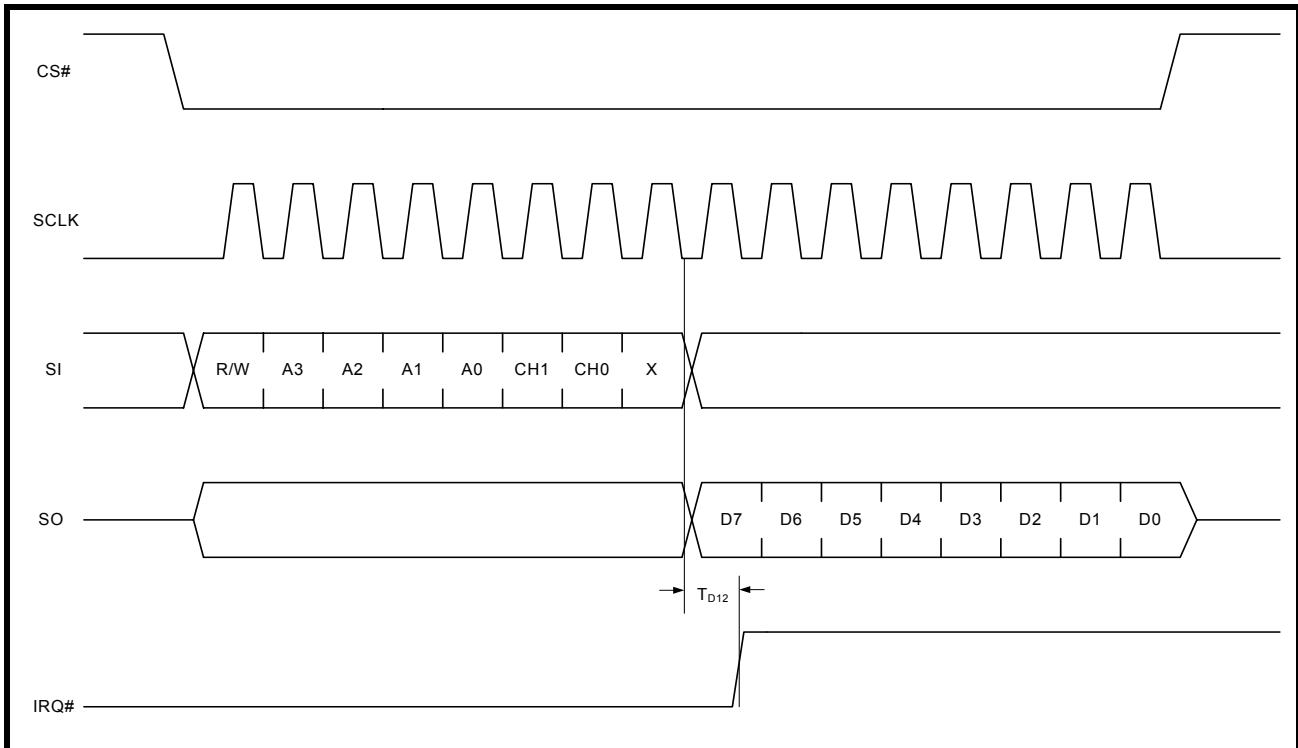 CS#
SCLK
SI
R/W A3 A2 A1 A0 CH1 CH0 X
SO
D7 D6 D5 D4 D3 D2 D1 D0
TD12
IRQ#